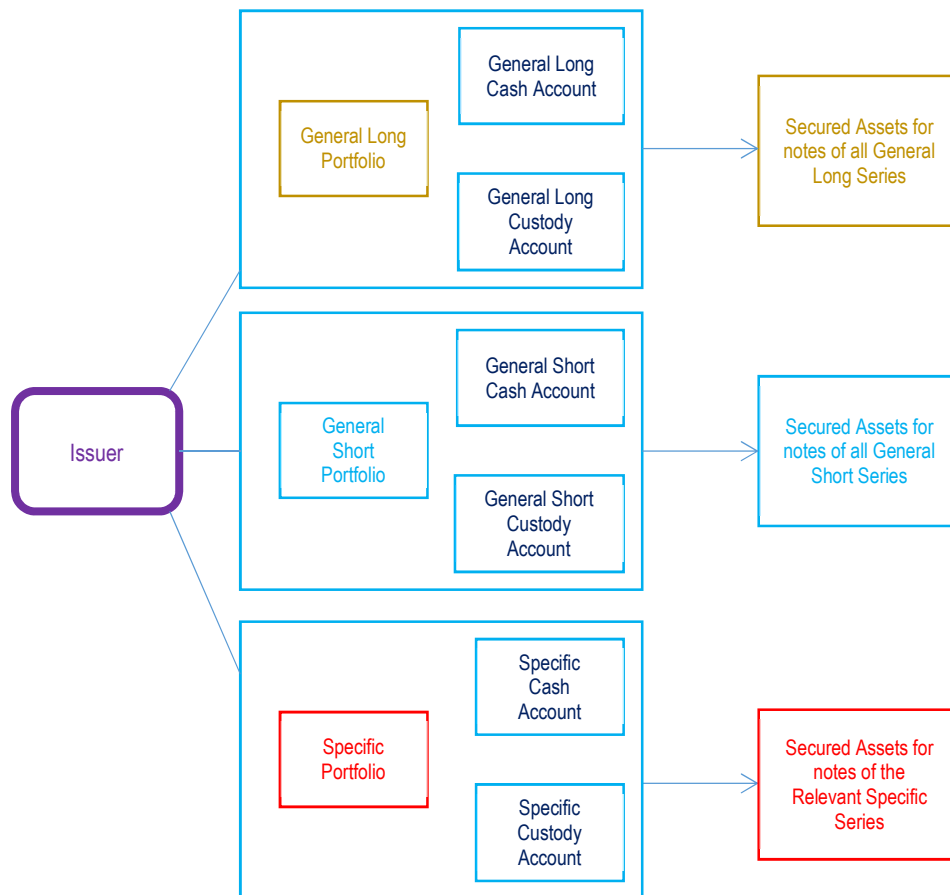 General Long
Cash Account
General Long
Portfolio
General Long
Custody
Account
Secured Assets for
notes of all General
Long Series
Issuer
General Short
Cash Account
General
Short
Portfolio
General Short
Custody
Account
Secured Assets for
notes of all General
Short Series
Specific
Cash
Account
Specific
Portfolio
Specific
Custody
Account
Secured Assets for
notes of the
Relevant Specific
Series